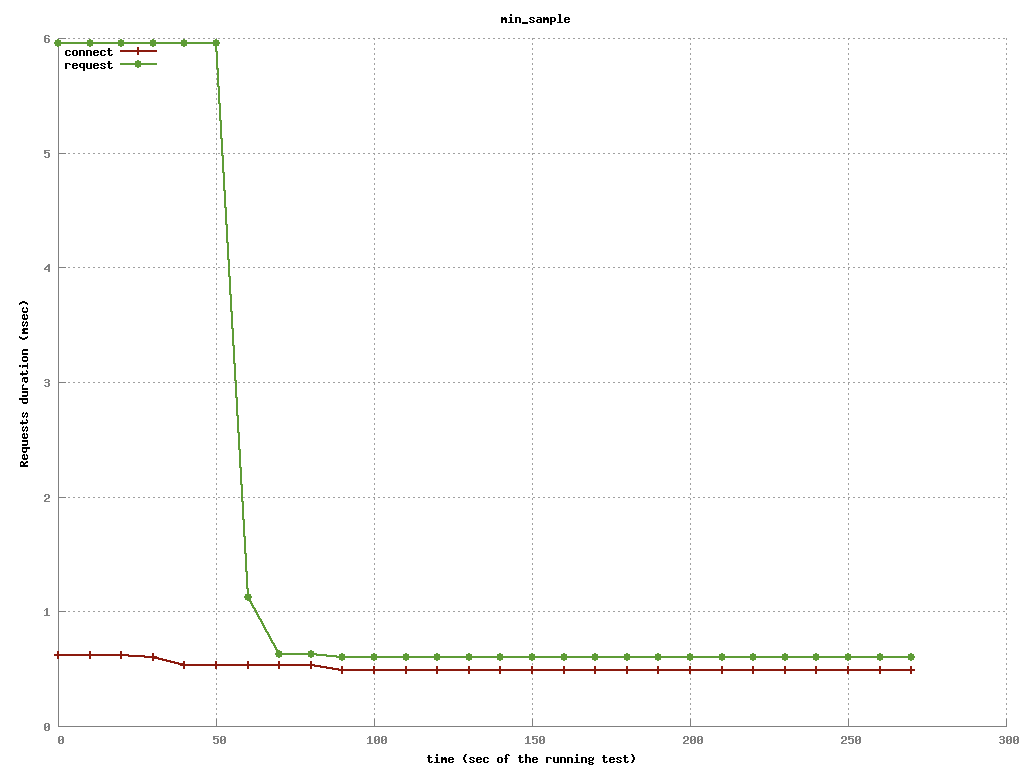 min_sample
connect
request
6
5
4
3
2
1
0
Requests duration (msec)
0 50 100 150 200 250 300
time (sec of the running test)